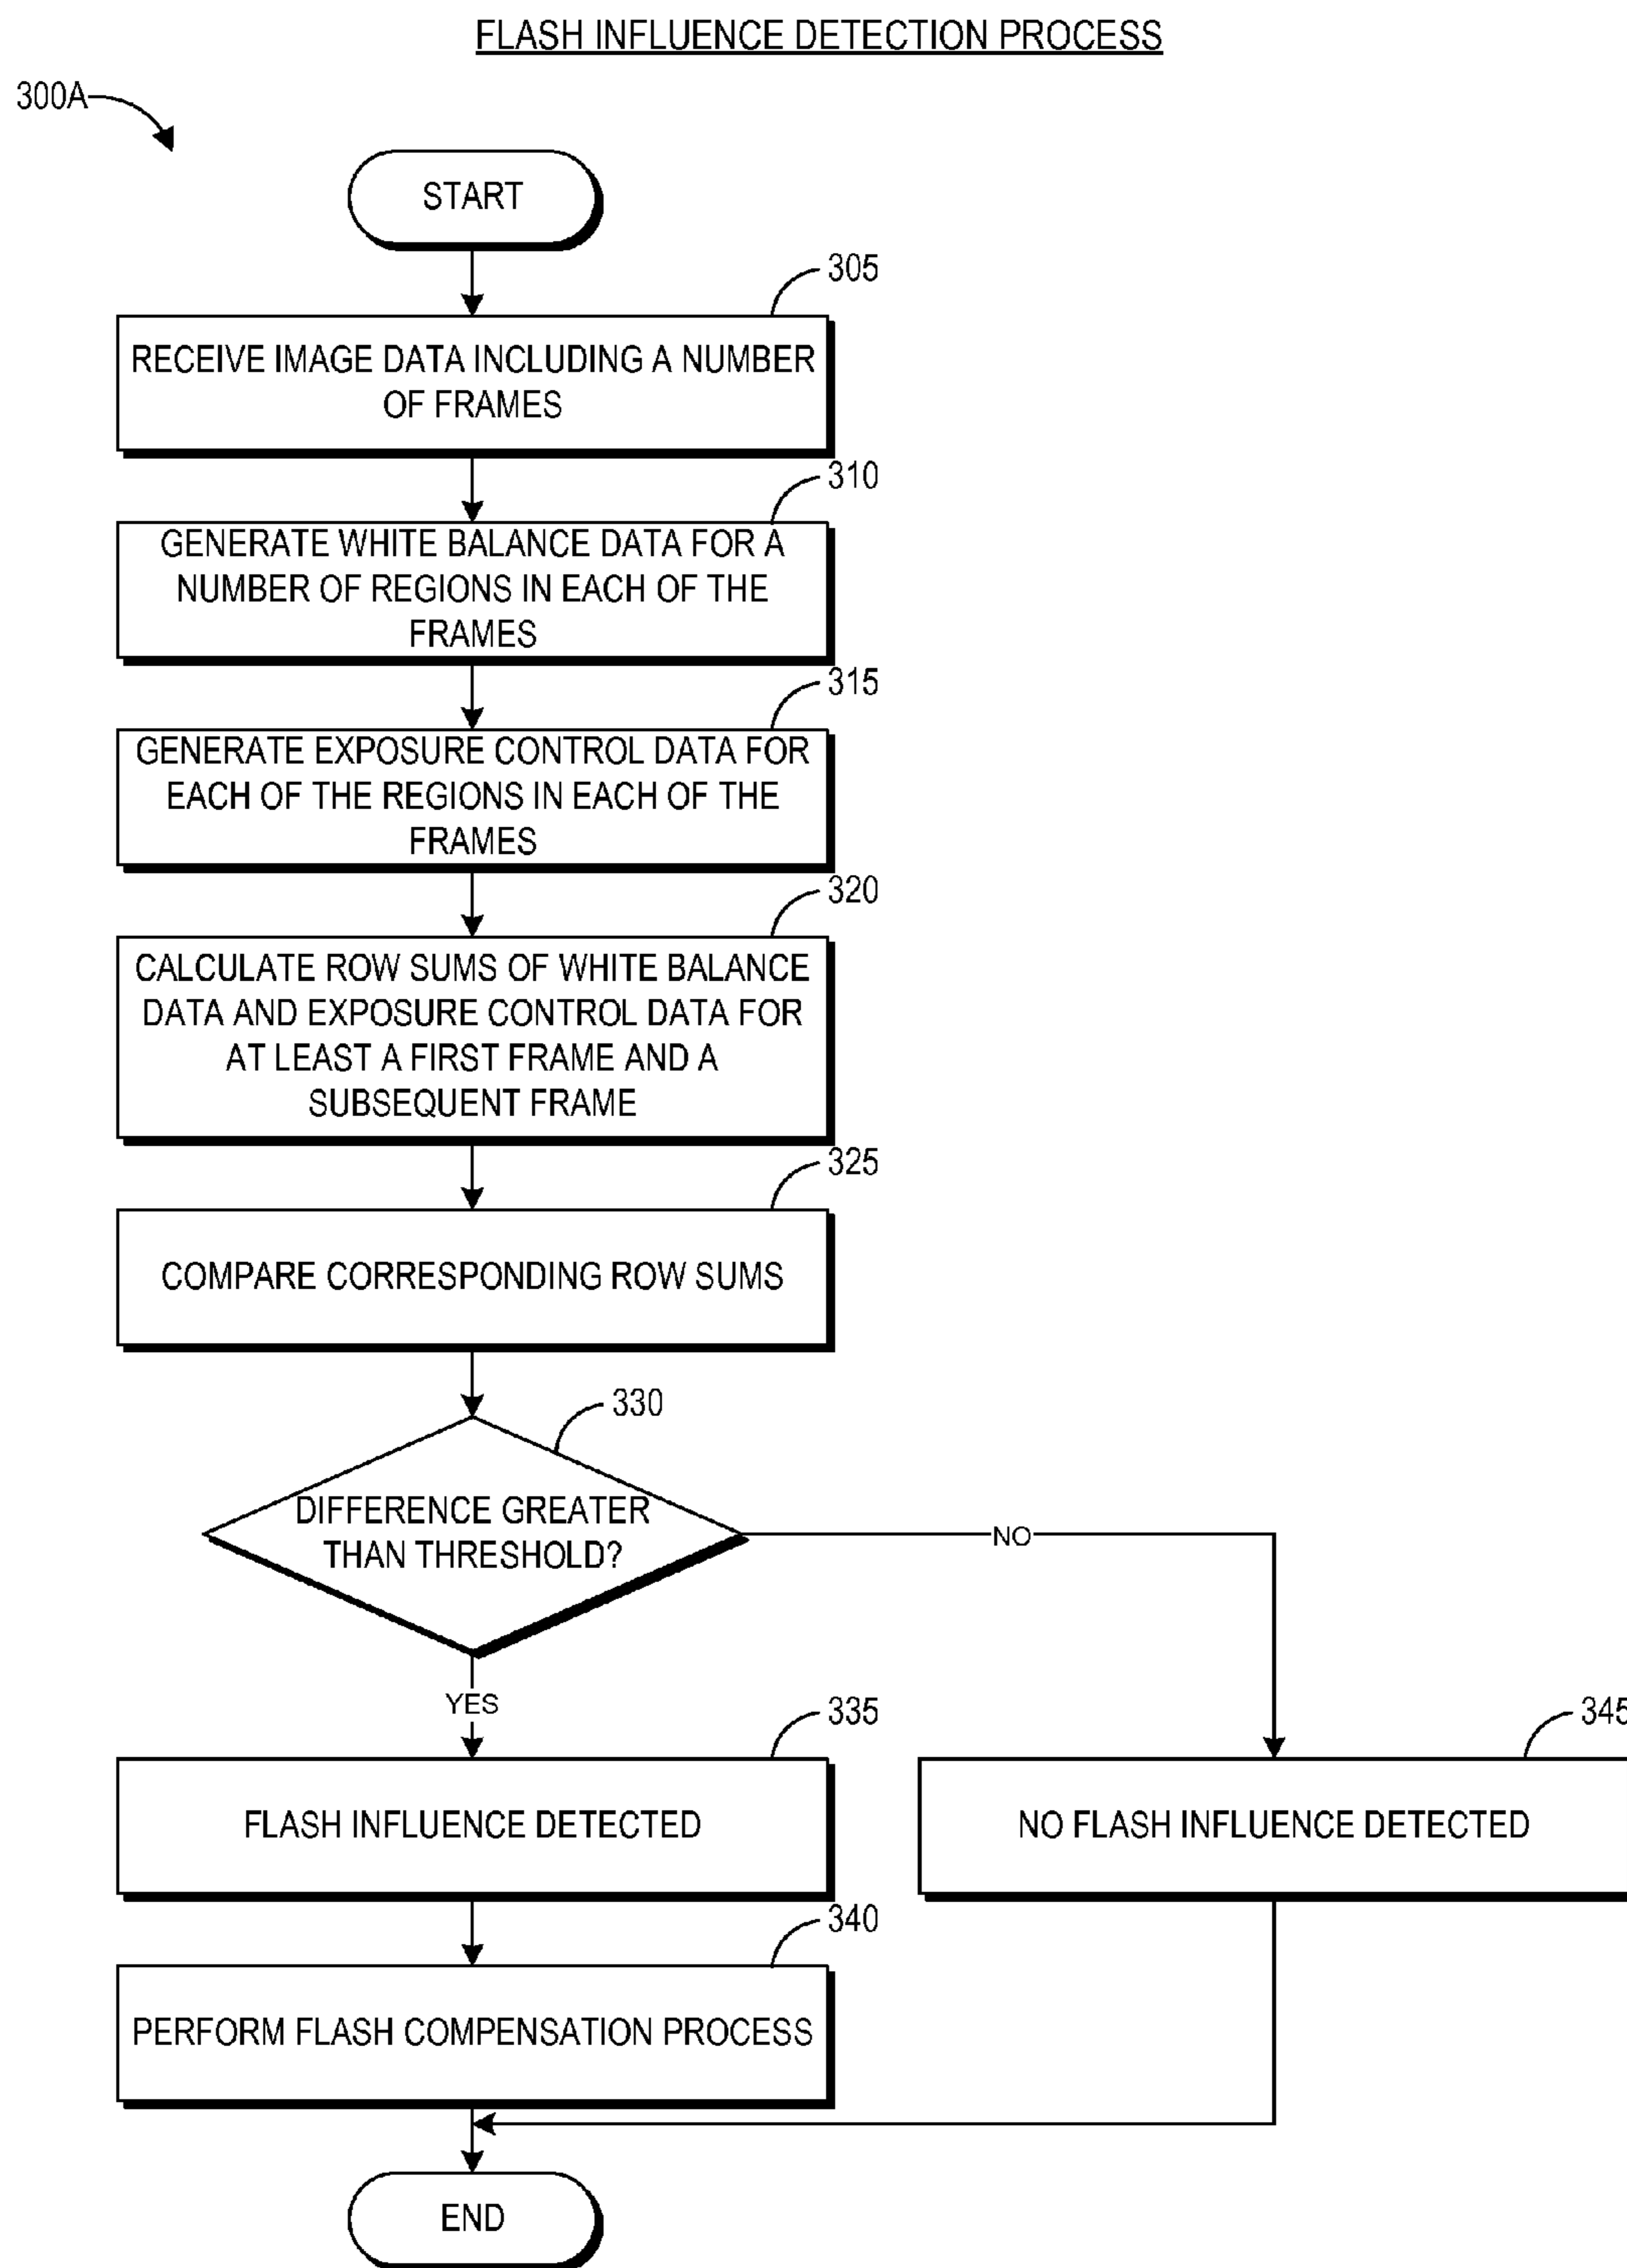 FLASH INFLUENCE DETECTION PROCESS
300A
START
305
RECEIVE IMAGE DATA INCLUDING A NUMBER
OF FRAMES
310
GENERATE WHITE BALANCE DATA FOR A
NUMBER OF REGIONS IN EACH OF THE
FRAMES
315
GENERATE EXPOSURE CONTROL DATA FOR
EACH OF THE REGIONS IN EACH OF THE
FRAMES
320
CALCULATE ROW SUMS OF WHITE BALANCE
DATA AND EXPOSURE CONTROL DATA FOR
AT LEAST A FIRST FRAME AND A
SUBSEQUENT FRAME
325
COMPARE CORRESPONDING ROW SUMS
330
DIFFERENCE GREATER
THAN THRESHOLD?
NO
YES
335
FLASH INFLUENCE DETECTED
345
NO FLASH INFLUENCE DETECTED
340
PERFORM FLASH COMPENSATION PROCESS
END